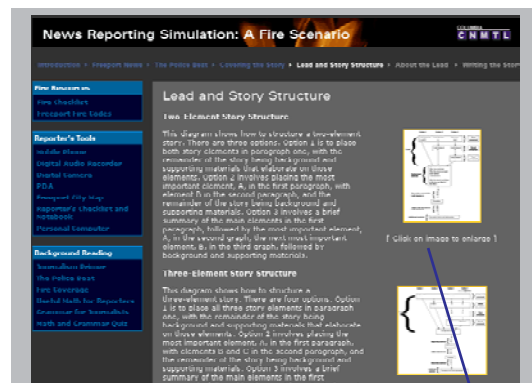 News Reporting Simulation: A Fire Scenario
COLUMBIA
CNMTL
Introduction • Freeport News • The Police Beat • Covering the Story • Lead and Story Structure • About the Lead • Writing the Story
Fire Resources
Fire Checklist
Freeport Fire Codes
Reporter's Tools
Mobile Phone
Digital Audio Recorder
Digital Camera
PDA
Freeport City Map
Reporter's Checklist and
Notebook
Personal Computer
Background Reading
Journalism Primer
The Police Beat
Fire Coverage
Useful Math for Reporters
Grammar for Journalists
Math and Grammar Quiz
Lead and Story Structure
Two-Element Story Structure
This diagram shows how to structure a two-element
story. There are three options. Option 1 is to place
both story elements in paragraph one, with the
remainder of the story being background and
supporting materials that elaborate on those
elements. Option 2 involves placing the most
important element, A, in the first paragraph, with
element B in the second paragraph, and the
remainder of the story being background and
supporting materials. Option 3 involves a brief
summary of the main elements in the first
paragraph, followed by the most important element,
A, in the second graph, the next most important
element, B, in the third graph, followed by
background and supporting materials.
[ Click on image to enlarge ]
Three-Element Story Structure
This diagram shows how to structure a
three-element story. There are four options. Option
1 is to place all three story elements in paragraph
one, with the remainder of the story being
background and supporting materials that elaborate
on those elements. Option 2 involves placing the
most important element, A, in the first paragraph,
with elements B and C in the second paragraph, and
the remainder of the story being background and
supporting materials. Option 3 involves a brief
summary of the main elements in the first